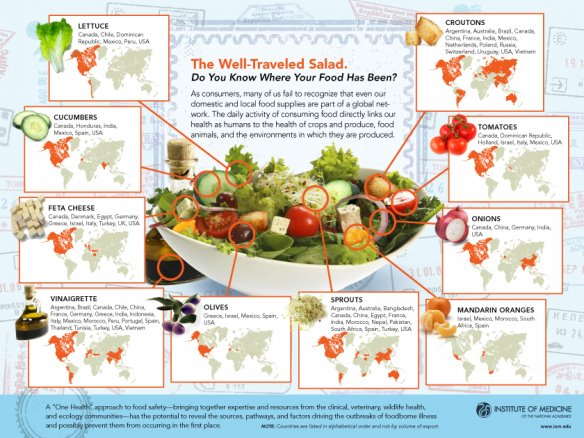 LETTUCE
Canada, Chile, Dominican
Republic, Mexico, Peru, USA
CROUTONS
Argentina, Australia, Brazil, Canada,
China, France, India, Mexico,
Netherlands, Poland, Russia,
Switzerland, Uruguay, USA, Vietnam
The Well-Traveled Salad.
Do You Know Where Your Food Has Been?
As consumers, many of us fail to recognize that even our
domestic and local food supplies are part of a global net-
work. The daily activity of consuming food directly links our
health as humans to the health of crops and produce, food
animals, and the environments in which they are produced.
CUCUMBERS
Canada, Honduras, India,
Mexico, Spain, USA
TOMATOES
Canada, Dominican Republic,
Holland, Israel, Italy, Mexico, USA
FETA CHEESE
Canada, Denmark, Egypt, Germany,
Greece, Israel, Italy, Turkey, UK, USA
ONIONS
Canada, China, Germany, India,
USA
VINAIGRETTE
Argentina, Brazil, Canada, Chile, China,
France, Germany, Greece, India, Indonesia,
Italy, Mexico, Morocco, Peru, Portugal, Spain,
Thailand, Tunisia, Turkey, USA, Vietnam
OLIVES
Greece, Israel, Mexico, Spain,
USA
SPROUTS
Argentina, Australia, Bangladesh,
Canada, China, Egypt, France,
India, Morocco, Nepal, Pakistan,
South Africa, Spain, Turkey, USA
MANDARIN ORANGES
Israel, Mexico, Morocco, South
Africa, Spain
A "One Health" approach to food safety—bringing together expertise and resources from the clinical, veterinary, wildlife health,
and ecology communities—has the potential to reveal the sources, pathways, and factors driving the outbreaks of foodborne illness
and possibly prevent them from occurring in the first place.
NOTE: Countries are listed in alphabetical order and not by volume of export.
INSTITUTE OF MEDICINE
OF THE NATIONAL ACADEMIES
www.iom.edu